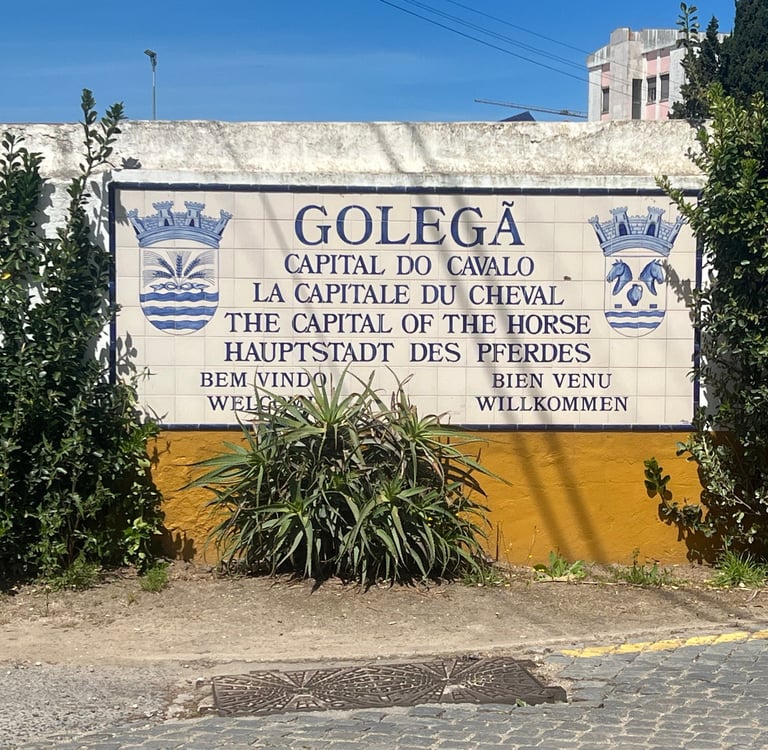 GOLEGÃ
CAPITAL DO CAVALO
LA CAPITALE DU CHEVAL
THE CAPITAL OF THE HORSE
HAUPTSTADT DES PFERDES
BEM VINDO BIEN VENU
WILLKOMMEN